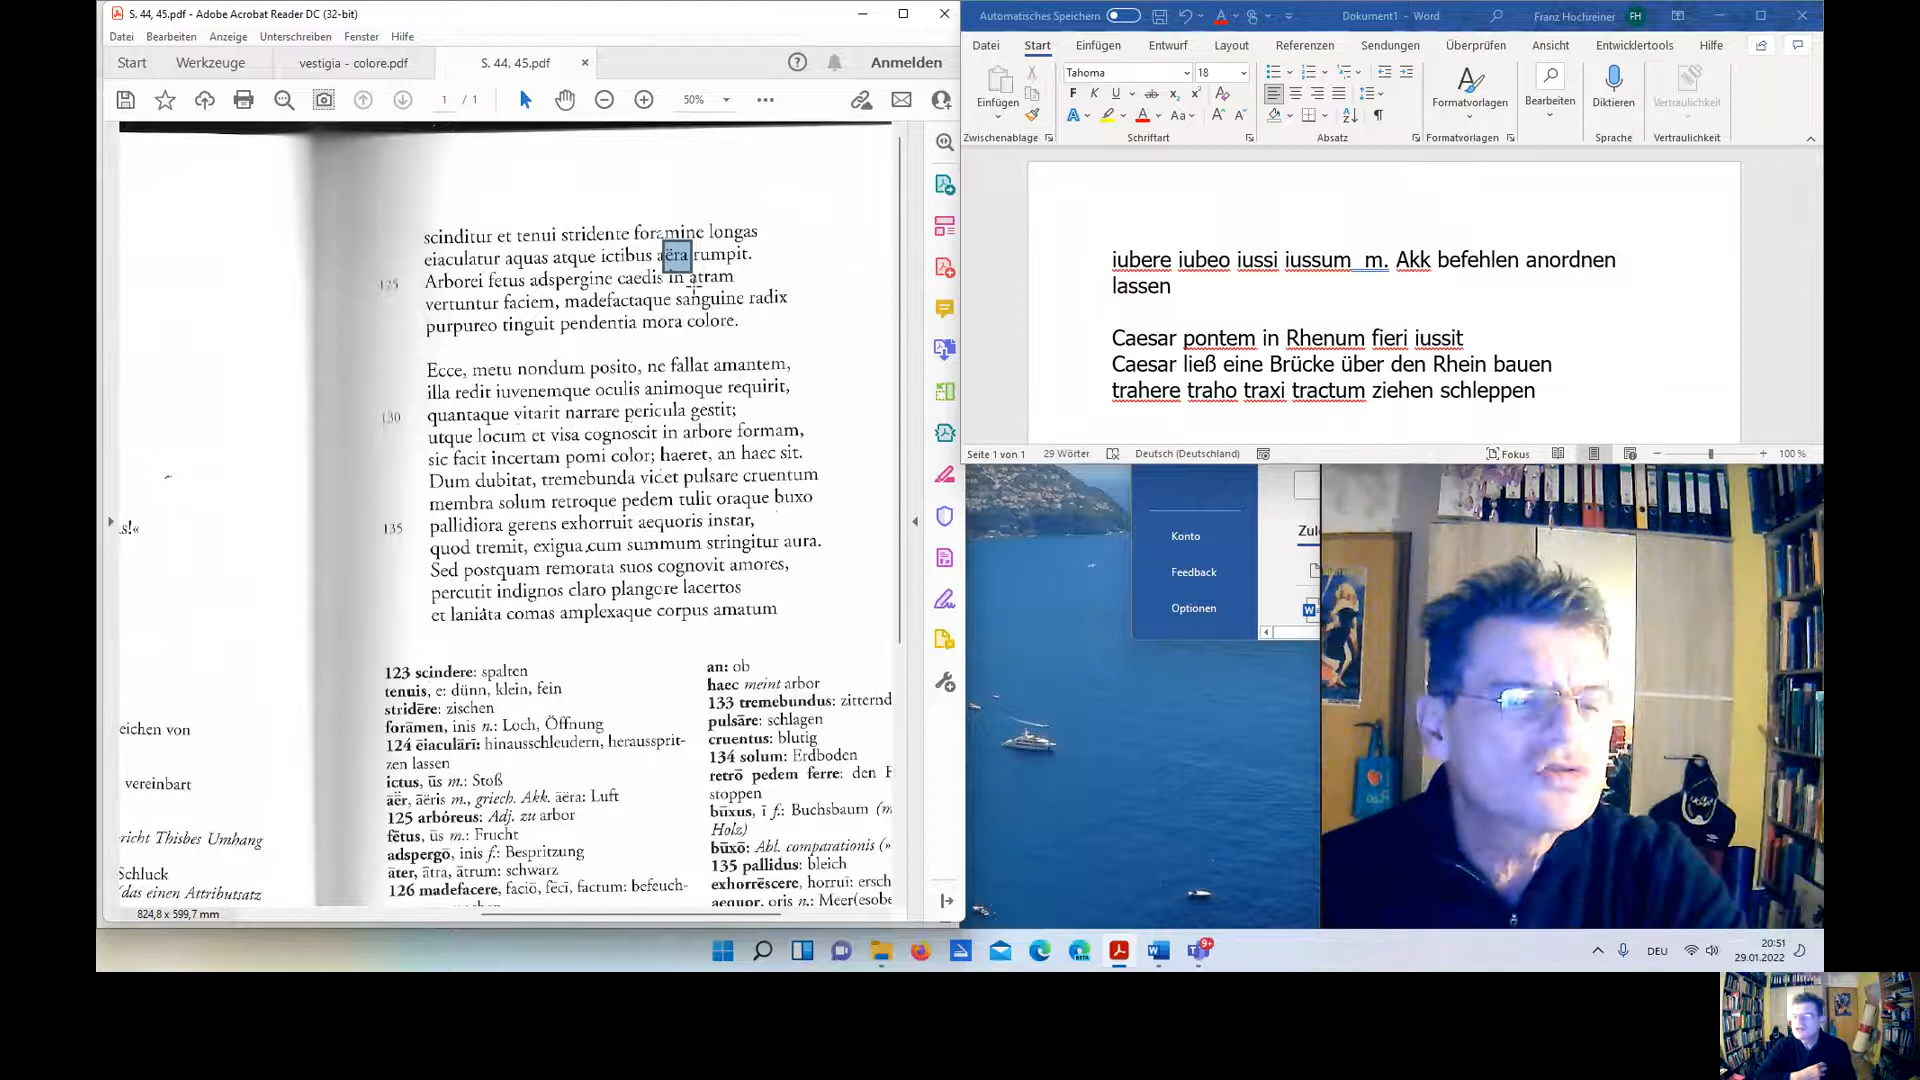 S. 44, 45.pdf - Adobe Acrobat Reader DC (32-bit)
Datei Bearbeiten Anzeige Unterschreiben Fenster Hilfe
Start Werkzeuge vestigia - colore.pdf S. 44, 45.pdf Anmelden
1 / 1 50%
scinditur et tenui stridente foramine longas
eiaculatur aquas atque ictibus aëra rumpit.
125 Arborei fetus adspergine caedis in atram
vertuntur faciem, madefactaque sanguine radix
purpureo tinguit pendentia mora colore.
Ecce, metu nondum posito, ne fallat amantem,
illa redit iuvenemque oculis animoque requirit,
130 quantaque vitarit narrare pericula gestit;
utque locum et visa cognoscit in arbore formam,
sic facit incertam pomi color; haeret, an haec sit.
Dum dubitat, tremebunda videt pulsare cruentum
membra solum retroque pedem tulit oraque buxo
135 pallidiora gerens exhorruit aequoris instar,
quod tremit, exigua cum summum stringitur aura.
Sed postquam remorata suos cognovit amores,
percutit indignos claro plangore lacertos
et laniata comas amplexaque corpus amatum
.s!«
eichen von
vereinbart
richt Thisbes Umhang
Schluck
(das einen Attributsatz
123 scindere: spalten
tenuis, e: dünn, klein, fein
strīdēre: zischen
forāmen, inis n.: Loch, Öffnung
124 ēiaculārī: hinausschleudern, heraussprit-
zen lassen
ictus, ūs m.: Stoß
āēr, āëris m., griech. Akk. āëra: Luft
125 arbóreus: Adj. zu arbor
fētus, ūs m.: Frucht
adspergō, inis f.: Bespritzung
āter, ātra, ātrum: schwarz
126 madefacere, faciō, fēcī, factum: befeuch-
an: ob
haec meint arbor
133 tremebundus: zitternd
pulsāre: schlagen
cruentus: blutig
134 solum: Erdboden
retrō pedem ferre: den F
stoppen
būxus, ī f.: Buchsbaum (m
Holz)
būxō: Abl. comparationis (»
135 pallidus: bleich
exhorrēscere, horruī: ersch
aequor, oris n.: Meer(esobe
824,8 x 599,7 mm
Automatisches Speichern Dokument1 - Word Franz Hochreiner FH
Datei Start Einfügen Entwurf Layout Referenzen Sendungen Überprüfen Ansicht Entwicklertools Hilfe
Tahoma 18
Einfügen Formatvorlagen Bearbeiten Diktieren Vertraulichkeit
Zwischenablage Schriftart Absatz Formatvorlagen Sprache Vertraulichkeit
iubere iubeo iussi iussum m. Akk befehlen anordnen
lassen
Caesar pontem in Rhenum fieri iussit
Caesar ließ eine Brücke über den Rhein bauen
trahere traho traxi tractum ziehen schleppen
Seite 1 von 1 29 Wörter Deutsch (Deutschland) Fokus 100 %
Konto
Feedback
Optionen
Zule
9+
DEU
20:51
29.01.2022